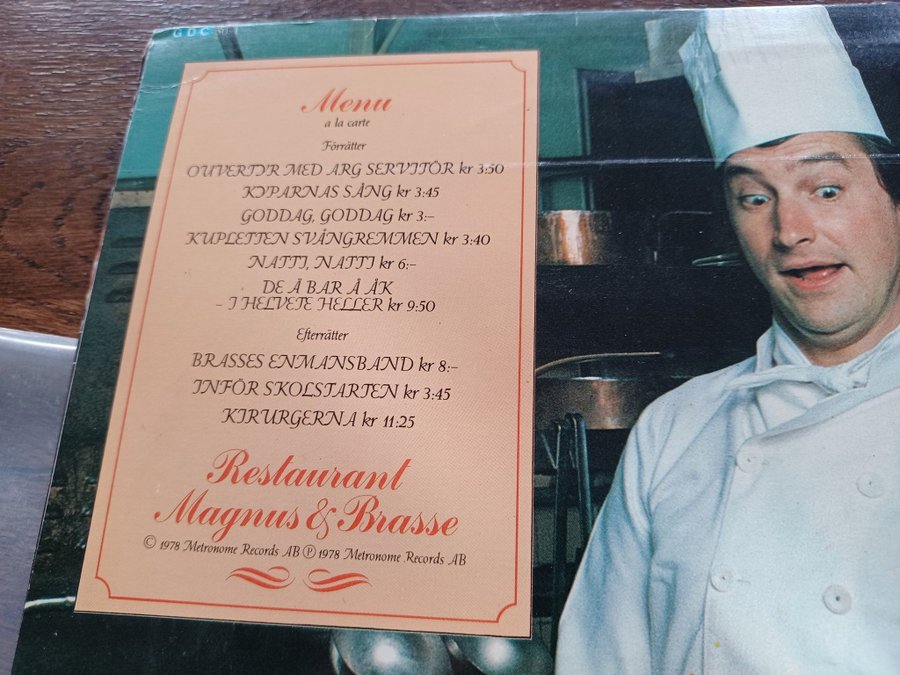 GDC
Menu
a la carte
Förrätter
OUVERTYR MED ARG SERVITÖR kr 3:50
KYPARNAS SÅNG kr 3:45
GODDAG, GODDAG kr 3:–
KUPLETTEN SVÅNGREMMEN kr 3:40
NATTI, NATTI kr 6:–
DE Å BAR Å ÅK
– I HELVETE HELLER kr 9:50
Efterrätter
BRASSES ENMANSBAND kr 8:–
INFÖR SKOLSTARTEN kr 3:45
KIRURGERNA kr 11:25
Restaurant
Magnus & Brasse
© 1978 Metronome Records AB ℗ 1978 Metronome Records AB